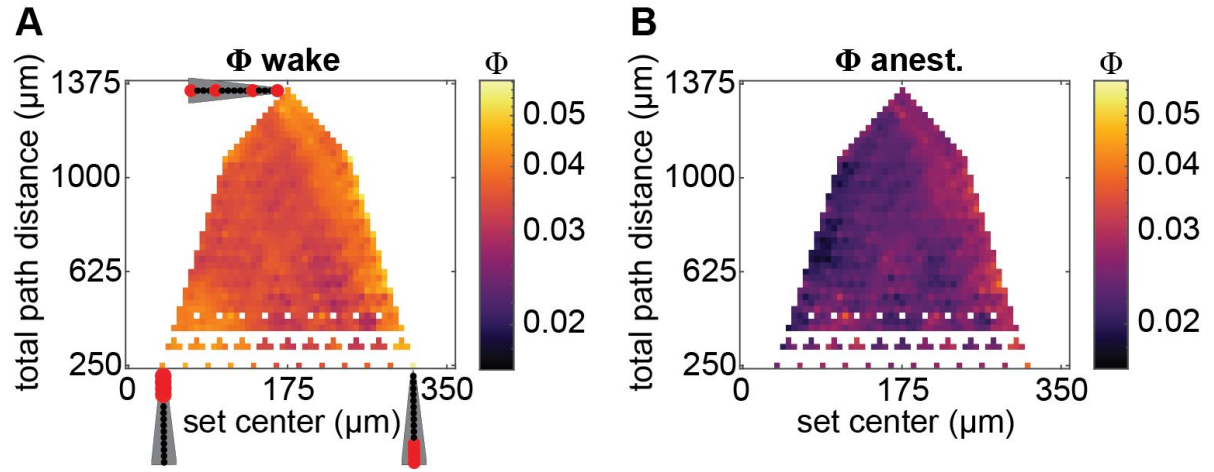 A
Φ wake
total path distance (μm)
1375
1000
625
250
0
175
350
set center (μm)
Φ
0.05
0.04
0.03
0.02
B
Φ anest.
total path distance (μm)
1375
1000
625
250
0
175
350
set center (μm)
Φ
0.05
0.04
0.03
0.02